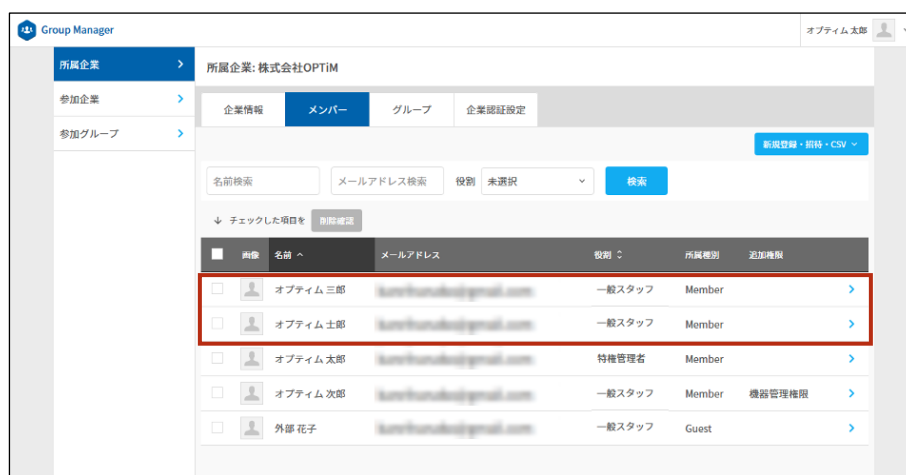 Group Manager
オプティム 太郎
所属企業
参加企業
参加グループ
所属企業: 株式会社OPTiM
企業情報 メンバー グループ 企業認証設定
新規登録・招待・CSV
名前検索 メールアドレス検索 役割 未選択 検索
チェックした項目を 削除確認
画像 名前 メールアドレス 役割 所属種別 追加権限
オプティム 三郎 一般スタッフ Member
オプティム 士郎 一般スタッフ Member
オプティム 太郎 特権管理者 Member
オプティム 次郎 一般スタッフ Member 機器管理権限
外部 花子 一般スタッフ Guest